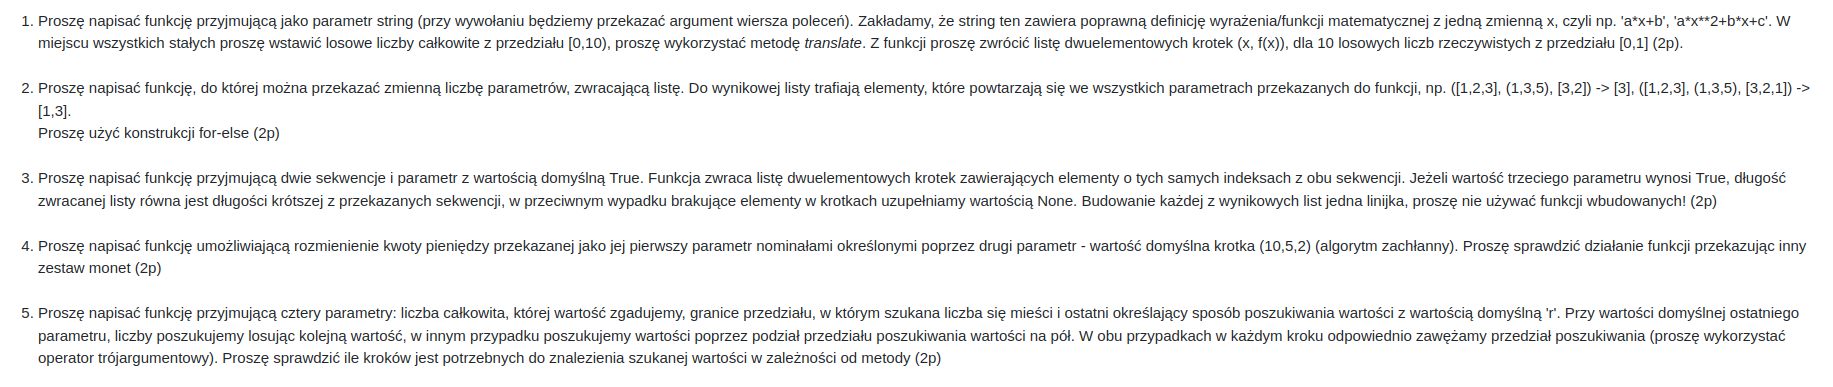 1. Proszę napisać funkcję przyjmującą jako parametr string (przy wywołaniu będziemy przekazać argument wiersza poleceń). Zakładamy, że string ten zawiera poprawną definicję wyrażenia/funkcji matematycznej z jedną zmienną x, czyli np. 'a*x+b', 'a*x**2+b*x+c'. W
miejscu wszystkich stałych proszę wstawić losowe liczby całkowite z przedziału [0,10), proszę wykorzystać metodę translate. Z funkcji proszę zwrócić listę dwuelementowych krotek (x, f(x)), dla 10 losowych liczb rzeczywistych z przedziału [0,1] (2p).
2. Proszę napisać funkcję, do której można przekazać zmienną liczbę parametrów, zwracającą listę. Do wynikowej listy trafiają elementy, które powtarzają się we wszystkich parametrach przekazanych do funkcji, np. ([1,2,3], (1,3,5), [3,2]) -> [3], ([1,2,3], (1,3,5), [3,2,1]) ->
[1,3].
Proszę użyć konstrukcji for-else (2p)
3. Proszę napisać funkcję przyjmującą dwie sekwencje i parametr z wartością domyślną True. Funkcja zwraca listę dwuelementowych krotek zawierających elementy o tych samych indeksach z obu sekwencji. Jeżeli wartość trzeciego parametru wynosi True, długość
zwracanej listy równa jest długości krótszej z przekazanych sekwencji, w przeciwnym wypadku brakujące elementy w krotkach uzupełniamy wartością None. Budowanie każdej z wynikowych list jedna linijka, proszę nie używać funkcji wbudowanych! (2p)
4. Proszę napisać funkcję umożliwiającą rozmienienie kwoty pieniędzy przekazanej jako jej pierwszy parametr nominałami określonymi poprzez drugi parametr - wartość domyślna krotka (10,5,2) (algorytm zachłanny). Proszę sprawdzić działanie funkcji przekazując inny
zestaw monet (2p)
5. Proszę napisać funkcję przyjmującą cztery parametry: liczba całkowita, której wartość zgadujemy, granice przedziału, w którym szukana liczba się mieści i ostatni określający sposób poszukiwania wartości z wartością domyślną 'r'. Przy wartości domyślnej ostatniego
parametru, liczby poszukujemy losując kolejną wartość, w innym przypadku poszukujemy wartości poprzez podział przedziału poszukiwania wartości na pół. W obu przypadkach w każdym kroku odpowiednio zawężamy przedział poszukiwania (proszę wykorzystać
operator trójargumentowy). Proszę sprawdzić ile kroków jest potrzebnych do znalezienia szukanej wartości w zależności od metody (2p)